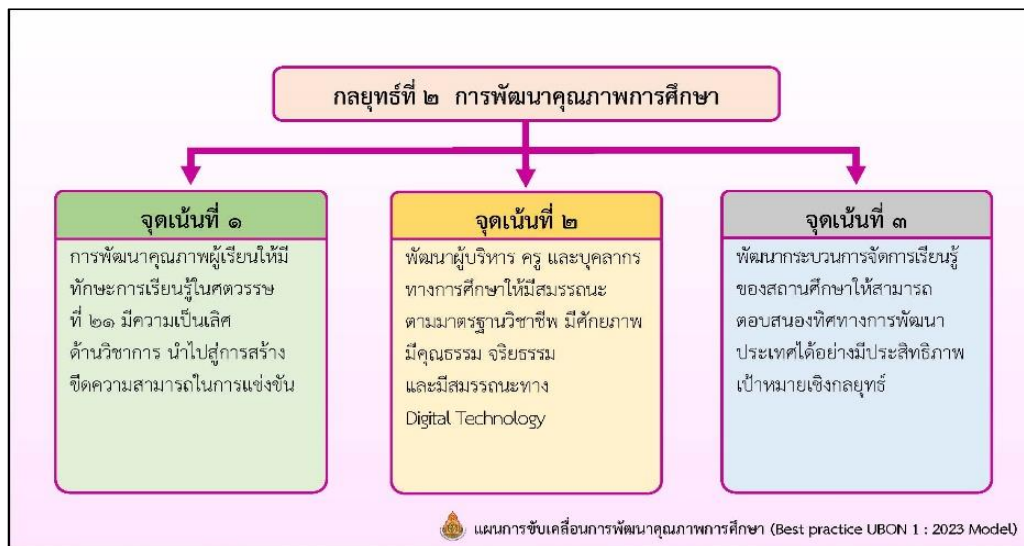 กลยุทธ์ที่ ๒ การพัฒนาคุณภาพการศึกษา
จุดเน้นที่ ๑
การพัฒนาคุณภาพผู้เรียนให้มี
ทักษะการเรียนรู้ในศตวรรษ
ที่ ๒๑ มีความเป็นเลิศ
ด้านวิชาการ นำไปสู่การสร้าง
ขีดความสามารถในการแข่งขัน
จุดเน้นที่ ๒
พัฒนาผู้บริหาร ครู และบุคลากร
ทางการศึกษาให้มีสมรรถนะ
ตามมาตรฐานวิชาชีพ มีศักยภาพ
มีคุณธรรม จริยธรรม
และมีสมรรถนะทาง
Digital Technology
จุดเน้นที่ ๓
พัฒนากระบวนการจัดการเรียนรู้
ของสถานศึกษาให้สามารถ
ตอบสนองทิศทางการพัฒนา
ประเทศได้อย่างมีประสิทธิภาพ
เป้าหมายเชิงกลยุทธ์
แผนการขับเคลื่อนการพัฒนาคุณภาพการศึกษา (Best practice UBON 1 : 2023 Model)